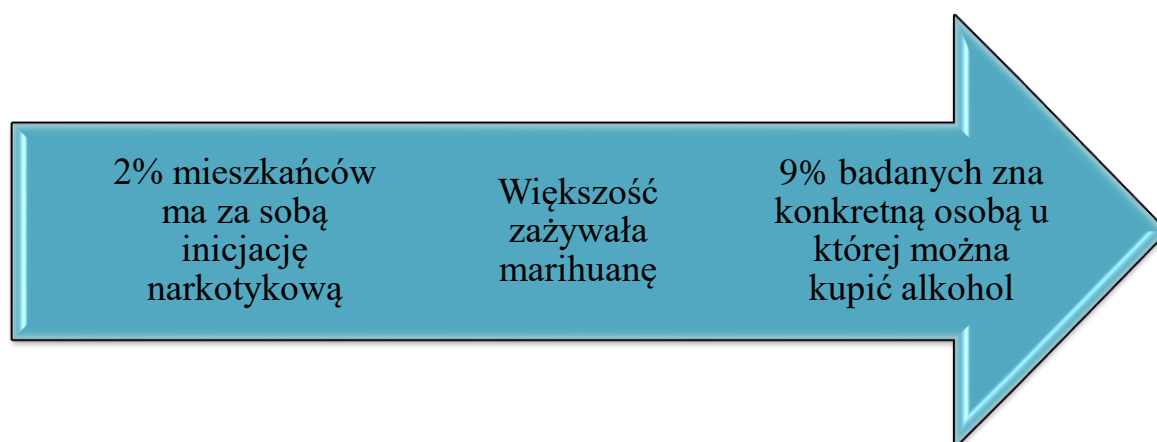 2% mieszkańców
ma za sobą
inicjację
narkotykową
Większość
zażywała
marihuanę
9% badanych zna
konkretną osobą u
której można
kupić alkohol